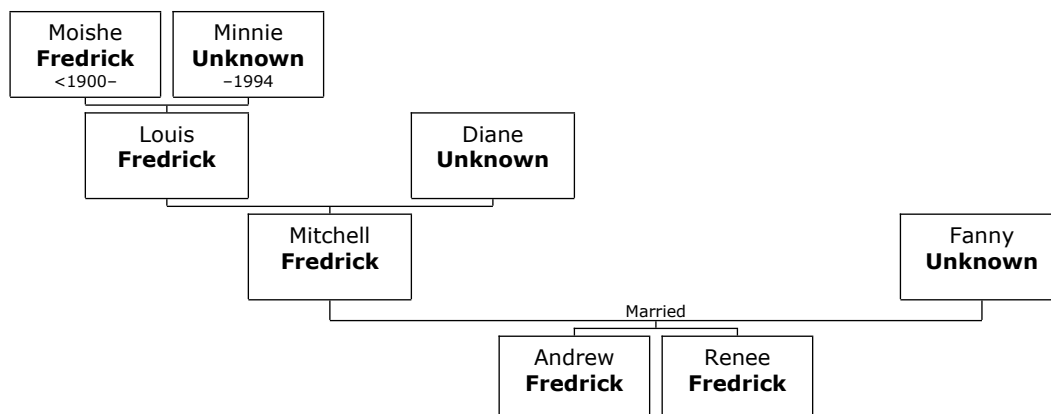 Moishe
Fredrick
<1900–
Minnie
Unknown
–1994
Louis
Fredrick
Diane
Unknown
Mitchell
Fredrick
Fanny
Unknown
Married
Andrew
Fredrick
Renee
Fredrick